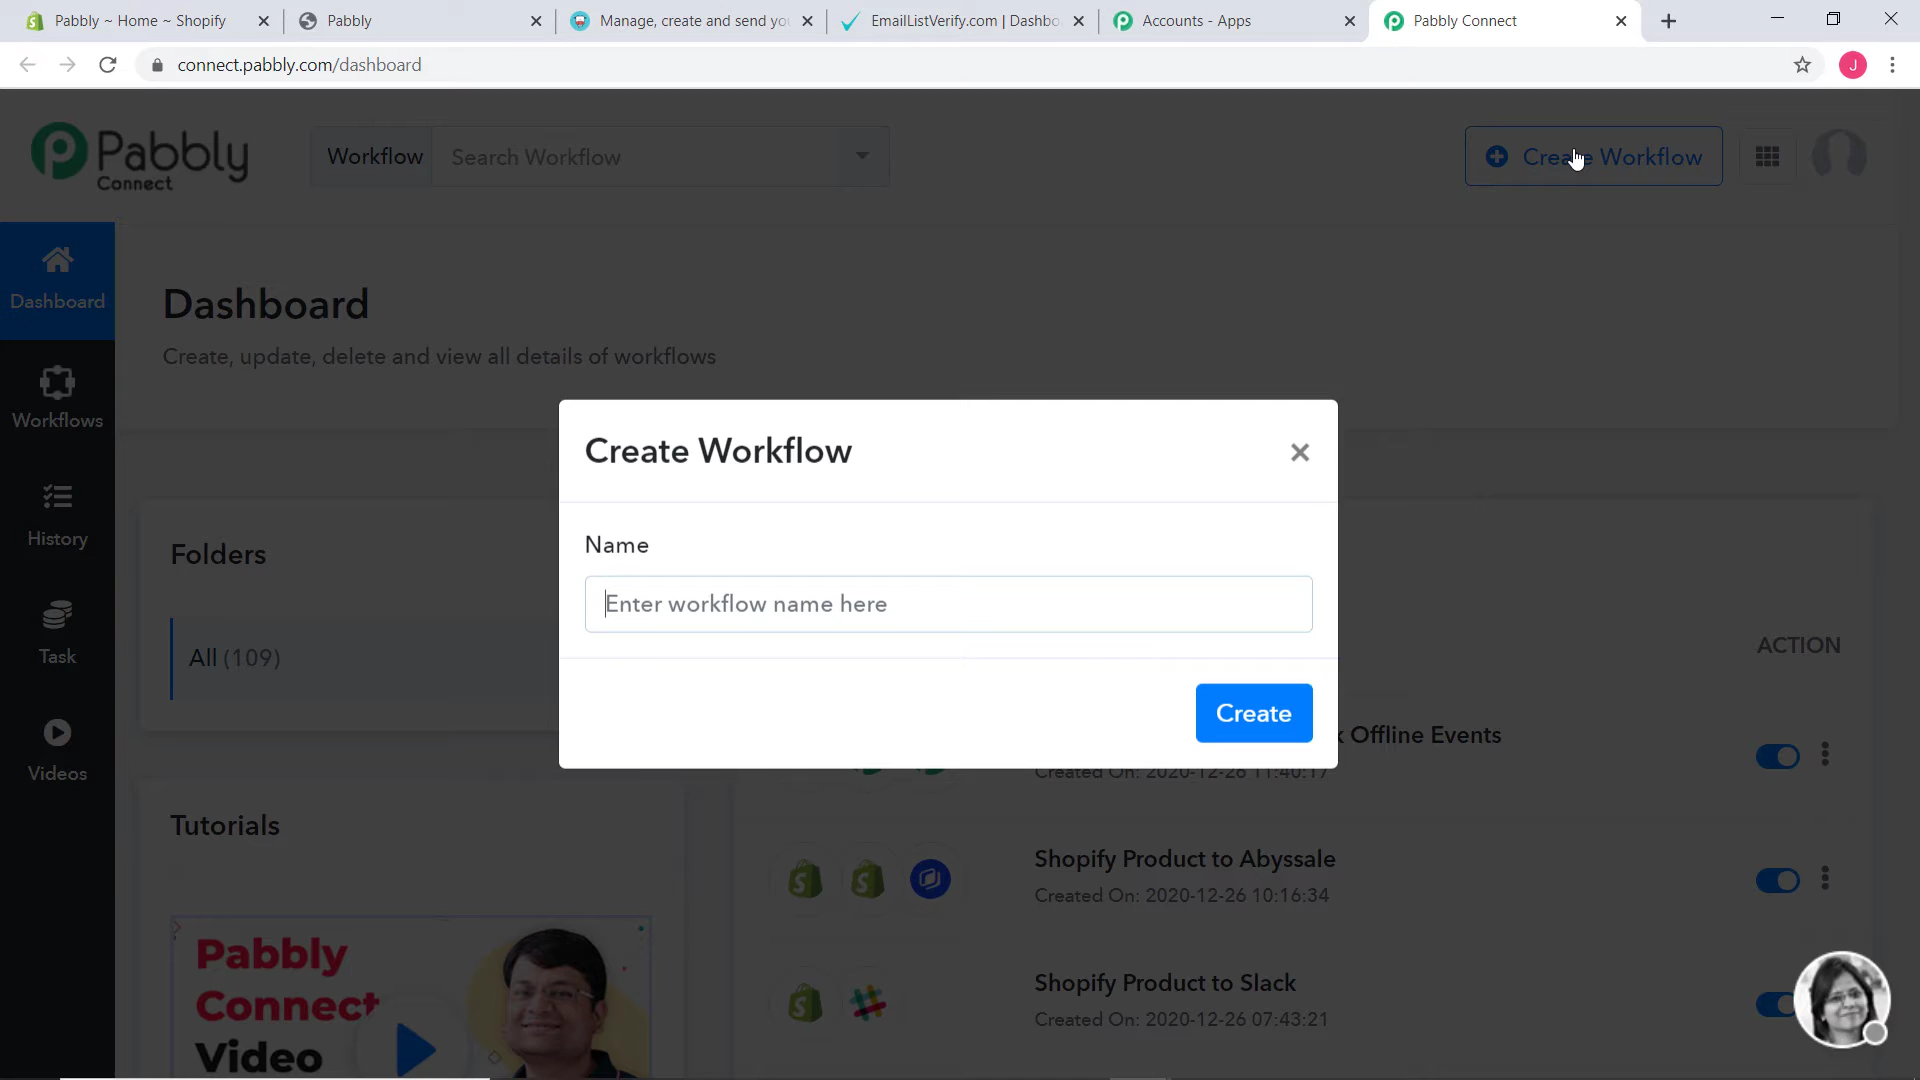 Pabbly ~ Home ~ Shopify
Pabbly
Manage, create and send yo
EmailListVerify.com | Dashbo
Accounts - Apps
Pabbly Connect
connect.pabbly.com/dashboard
J
Pabbly
Connect
Workflow
Search Workflow
Create Workflow
Dashboard
Workflows
History
Task
Videos
Dashboard
Create, update, delete and view all details of workflows
Folders
All (109)
Tutorials
Pabbly
Connect
Video
Create Workflow
×
Name
Enter workflow name here
Create
ACTION
k Offline Events
Created On: 2020-12-26 11:40:17
Shopify Product to Abyssale
Created On: 2020-12-26 10:16:34
Shopify Product to Slack
Created On: 2020-12-26 07:43:21